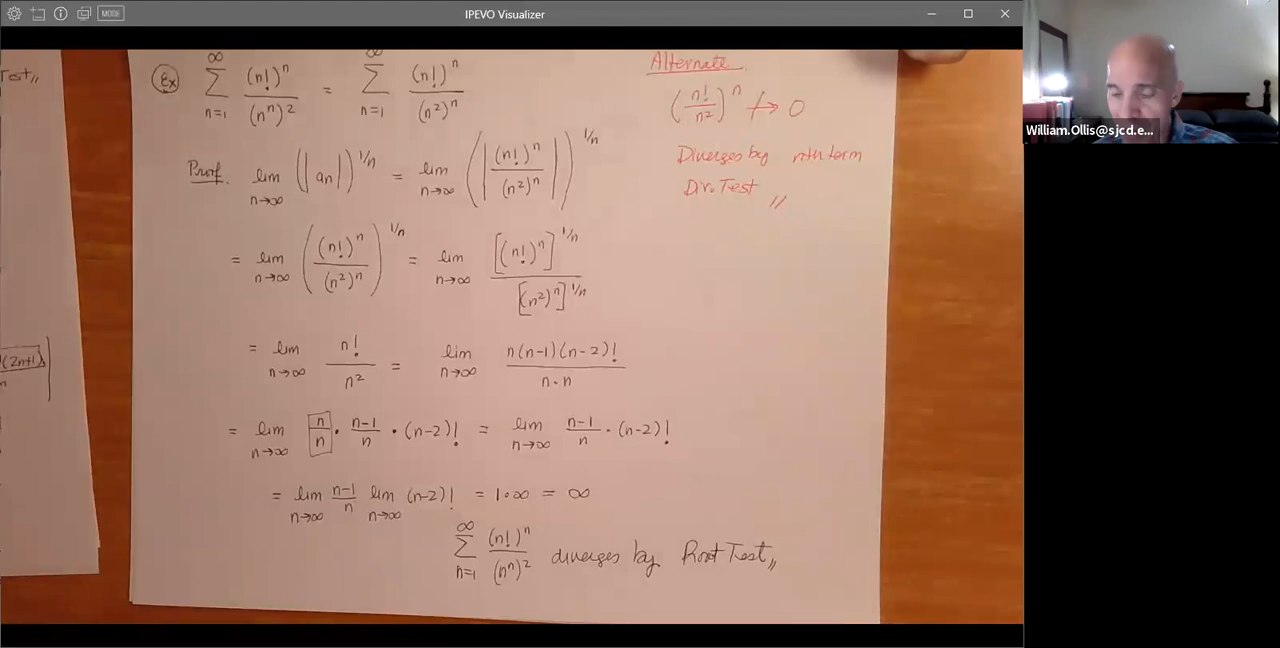 MODE
IPEVO Visualizer
Test,,
(2n+1)
n
Ex ∑_{n=1}^{∞} (n!)^n / (n^n)^2 = ∑_{n=1}^{∞} (n!)^n / (n^2)^n
Proof. lim_{n→∞} (|an|)^{1/n} = lim_{n→∞} (| (n!)^n / (n^2)^n |)^{1/n}
= lim_{n→∞} ( (n!)^n / (n^2)^n )^{1/n} = lim_{n→∞} [(n!)^n]^{1/n} / [(n^2)^n]^{1/n}
= lim_{n→∞} n! / n^2 = lim_{n→∞} n(n-1)(n-2)! / n·n
= lim_{n→∞} n/n · n-1/n · (n-2)! = lim_{n→∞} n-1/n · (n-2)!
= lim_{n→∞} n-1/n lim_{n→∞} (n-2)! = 1·∞ = ∞
∑_{n=1}^{∞} (n!)^n / (n^n)^2 diverges by Root Test,,
Alternate
(n!/n^2)^n ↛ 0
Diverges by nth term
Div. Test ,,
William.Ollis@sjcd.e...